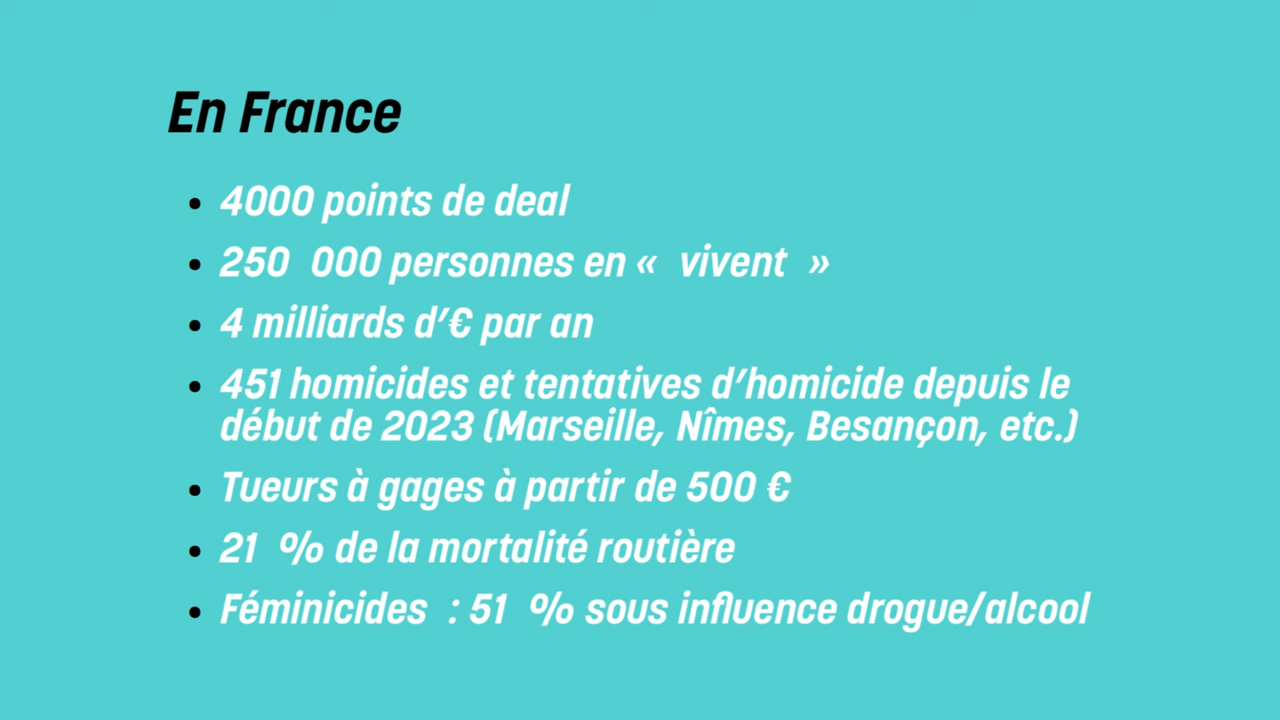 En France
• 4000 points de deal
• 250 000 personnes en « vivent »
• 4 milliards d’€ par an
• 451 homicides et tentatives d’homicide depuis le
début de 2023 (Marseille, Nîmes, Besançon, etc.)
• Tueurs à gages à partir de 500 €
• 21 % de la mortalité routière
• Féminicides : 51 % sous influence drogue/alcool